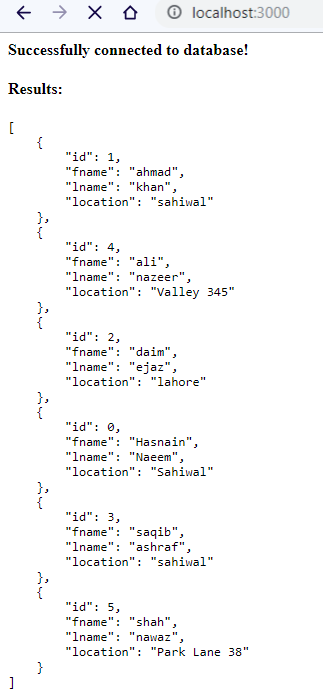 localhost:3000
Successfully connected to database!
Results:
[
    {
        "id": 1,
        "fname": "ahmad",
        "lname": "khan",
        "location": "sahiwal"
    },
    {
        "id": 4,
        "fname": "ali",
        "lname": "nazeer",
        "location": "Valley 345"
    },
    {
        "id": 2,
        "fname": "daim",
        "lname": "ejaz",
        "location": "lahore"
    },
    {
        "id": 0,
        "fname": "Hasnain",
        "lname": "Naeem",
        "location": "Sahiwal"
    },
    {
        "id": 3,
        "fname": "saqib",
        "lname": "ashraf",
        "location": "sahiwal"
    },
    {
        "id": 5,
        "fname": "shah",
        "lname": "nawaz",
        "location": "Park Lane 38"
    }
]